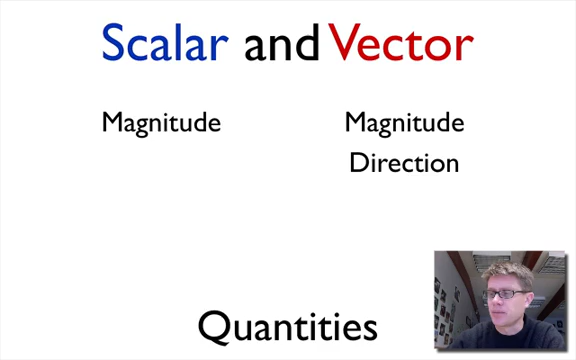 Scalar and Vector
Magnitude Magnitude
Direction
Quantities